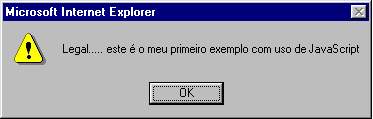 Microsoft Internet Explorer
Legal..... este é o meu primeiro exemplo com uso de JavaScript
OK